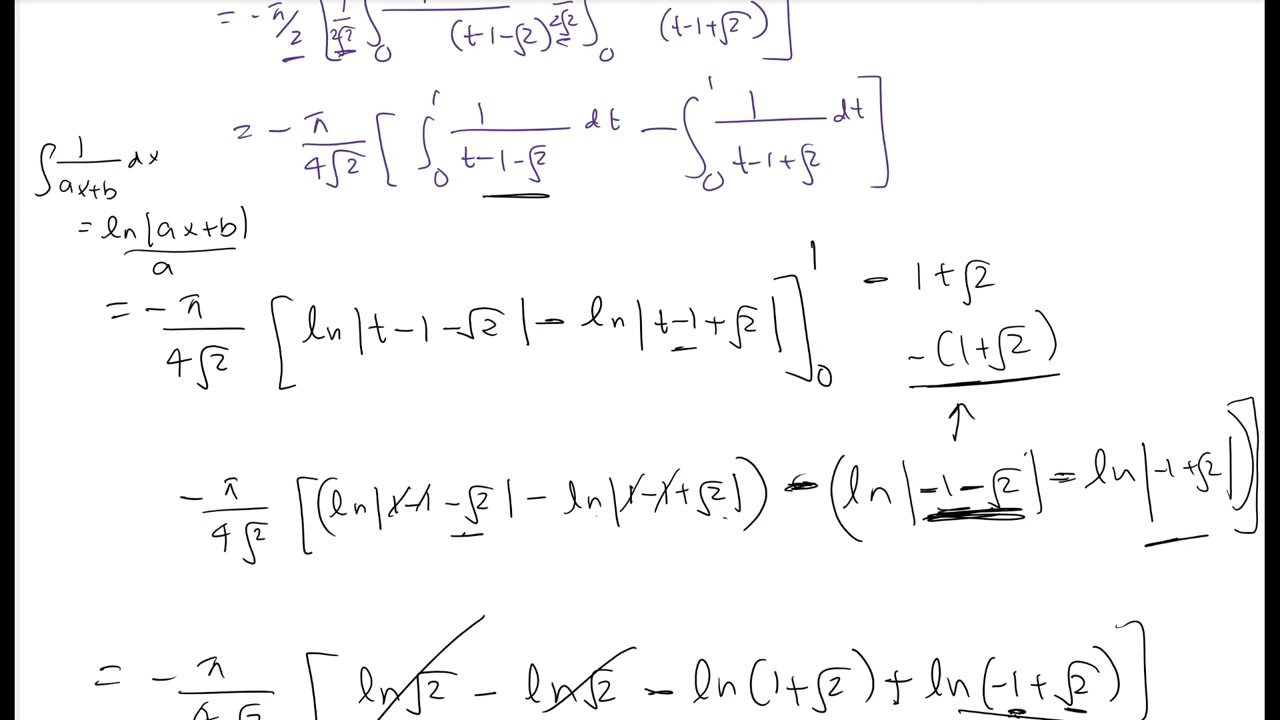 = - π/2 [ 1/2√2 ∫₀ 1/(t-1-√2) 2√2 ∫₀ (t-1+√2) ]
= - π/4√2 [ ∫₀¹ 1/(t-1-√2) dt - ∫₀¹ 1/(t-1+√2) dt ]
∫ 1/(ax+b) dx
= ln|ax+b| / a
= - π/4√2 [ ln|t-1-√2| - ln|t-1+√2| ]₀¹
- 1+√2
-(1+√2)
↑
- π/4√2 [ (ln|1-1-√2| - ln|1-1+√2|) - (ln|-1-√2| = ln|-1+√2|) ]
= - π/4√2 [ ln√2 - ln√2 - ln(1+√2) + ln(-1+√2) ]